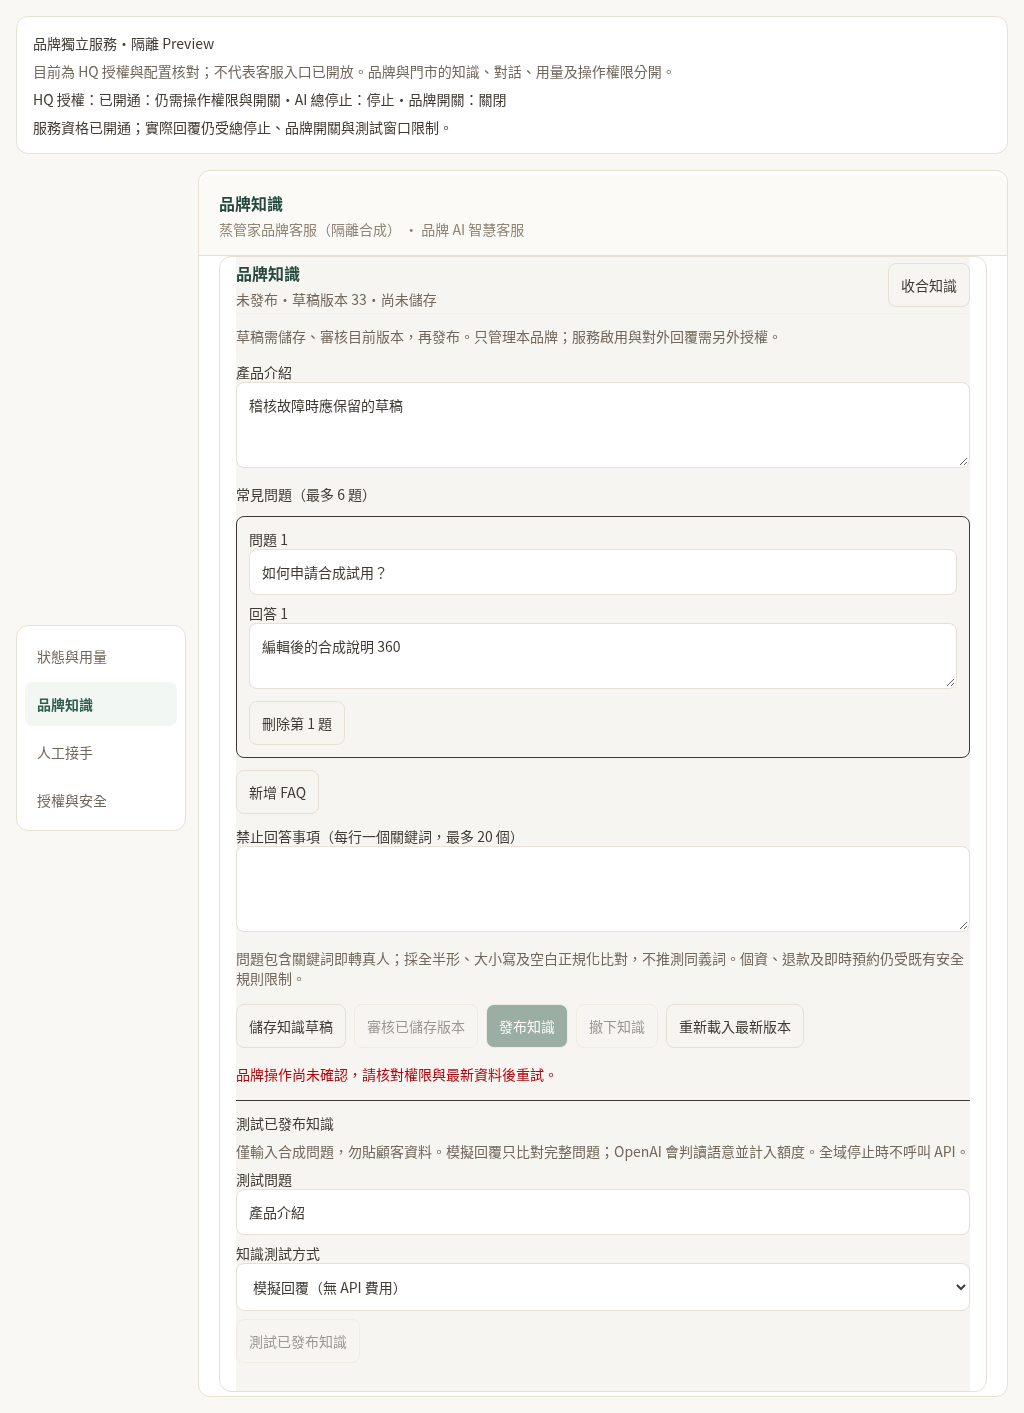 品牌獨立服務・隔離 Preview
目前為 HQ 授權與配置核對；不代表客服入口已開放。品牌與門市的知識、對話、用量及操作權限分開。
HQ 授權：已開通：仍需操作權限與開關・AI 總停止：停止・品牌開關：關閉
服務資格已開通；實際回覆仍受總停止、品牌開關與測試窗口限制。
狀態與用量
品牌知識
人工接手
授權與安全
品牌知識
蒸管家品牌客服（隔離合成） ・ 品牌 AI 智慧客服
品牌知識
未發布・草稿版本 33・尚未儲存
收合知識
草稿需儲存、審核目前版本，再發布。只管理本品牌；服務啟用與對外回覆需另外授權。
產品介紹
稽核故障時應保留的草稿
常見問題（最多 6 題）
問題 1
如何申請合成試用？
回答 1
編輯後的合成說明 360
刪除第 1 題
新增 FAQ
禁止回答事項（每行一個關鍵詞，最多 20 個）
問題包含關鍵詞即轉真人；採全半形、大小寫及空白正規化比對，不推測同義詞。個資、退款及即時預約仍受既有安全
規則限制。
儲存知識草稿
審核已儲存版本
發布知識
撤下知識
重新載入最新版本
品牌操作尚未確認，請核對權限與最新資料後重試。
測試已發布知識
僅輸入合成問題，勿貼顧客資料。模擬回覆只比對完整問題；OpenAI 會判讀語意並計入額度。全域停止時不呼叫 API。
測試問題
產品介紹
知識測試方式
模擬回覆（無 API 費用）
測試已發布知識